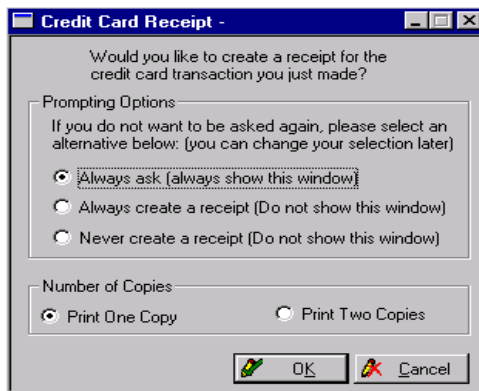 Credit Card Receipt -
Would you like to create a receipt for the
credit card transaction you just made?
Prompting Options
If you do not want to be asked again, please select an
alternative below: (you can change your selection later)
Always ask (always show this window)
Always create a receipt (Do not show this window)
Never create a receipt (Do not show this window)
Number of Copies
Print One Copy
Print Two Copies
OK
Cancel